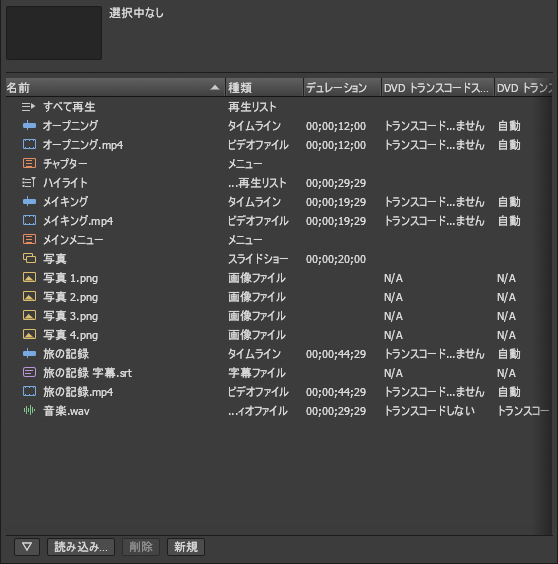 選択中なし
名前 種類 デュレーション DVD トランスコードス... DVD トランス
すべて再生 再生リスト
オープニング タイムライン 00;00;12;00 トランスコード...ません 自動
オープニング.mp4 ビデオファイル 00;00;12;00 トランスコード...ません 自動
チャプター メニュー
ハイライト ...再生リスト 00;00;29;29
メイキング タイムライン 00;00;19;29 トランスコード...ません 自動
メイキング.mp4 ビデオファイル 00;00;19;29 トランスコード...ません 自動
メインメニュー メニュー
写真 スライドショー 00;00;20;00
写真 1.png 画像ファイル N/A N/A
写真 2.png 画像ファイル N/A N/A
写真 3.png 画像ファイル N/A N/A
写真 4.png 画像ファイル N/A N/A
旅の記録 タイムライン 00;00;44;29 トランスコード...ません 自動
旅の記録 字幕.srt 字幕ファイル N/A N/A
旅の記録.mp4 ビデオファイル 00;00;44;29 トランスコード...ません 自動
音楽.wav ...ィオファイル 00;00;29;29 トランスコードしない トランスコー
読み込み... 削除 新規